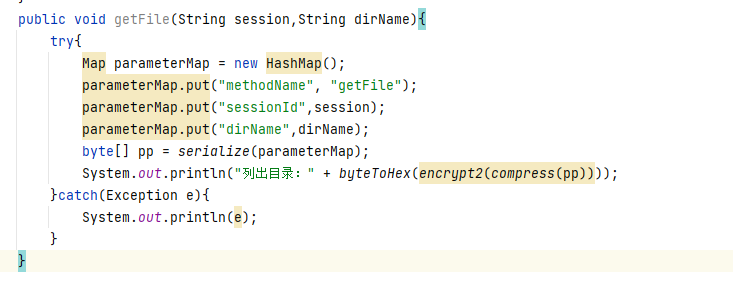 public void getFile(String session,String dirName){
try{
Map parameterMap = new HashMap();
parameterMap.put("methodName", "getFile");
parameterMap.put("sessionId",session);
parameterMap.put("dirName",dirName);
byte[] pp = serialize(parameterMap);
System.out.println("列出目录：" + byteToHex(encrypt2(compress(pp))));
}catch(Exception e){
System.out.println(e);
}
}